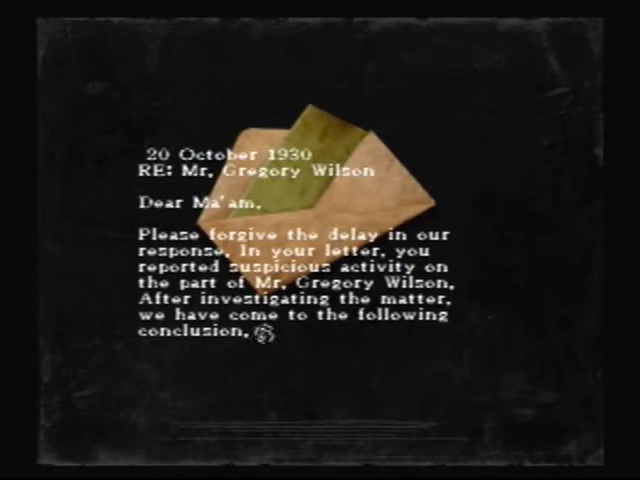 20 October 1930
RE: Mr. Gregory Wilson
Dear Ma'am,
Please forgive the delay in our
response. In your letter, you
reported suspicious activity on
the part of Mr. Gregory Wilson.
After investigating the matter,
we have come to the following
conclusion.